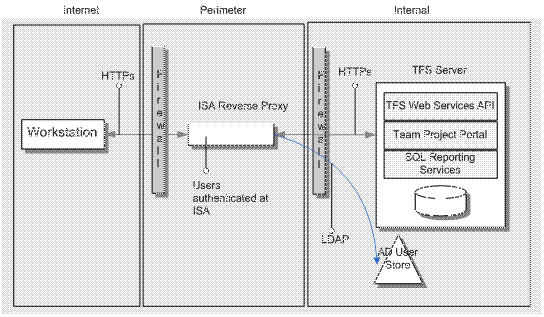 Internet
Perimeter
Internal
HTTPs
Firewall
ISA Reverse Proxy
Firewall
HTTPs
TFS Server
TFS Web Services API
Team Project Portal
SQL Reporting
Services
Workstation
Users
authenticated at
ISA
LDAP
AD User
Store